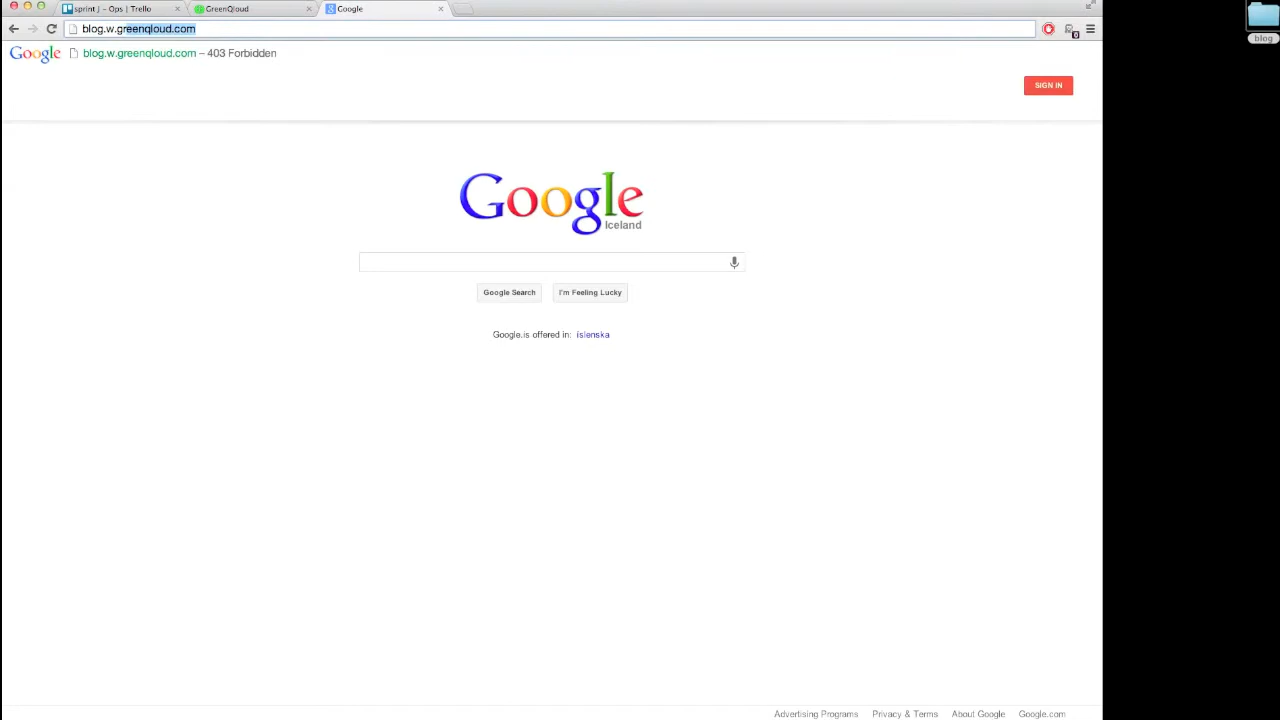 sprint J – Ops | Trello
GreenQloud
Google
blog.w.greenqloud.com
Google
blog.w.greenqloud.com – 403 Forbidden
blog
SIGN IN
Google
Iceland
Google Search
I'm Feeling Lucky
Google.is offered in: íslenska
Advertising Programs
Privacy & Terms
About Google
Google.com